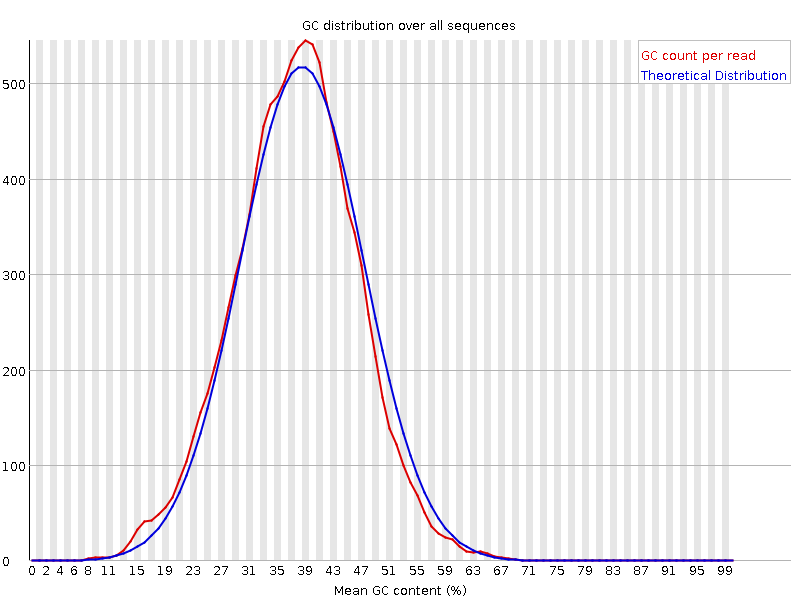 GC distribution over all sequences
GC count per read
Theoretical Distribution
500
400
300
200
100
0
0 2 4 6 8 11 15 19 23 27 31 35 39 43 47 51 55 59 63 67 71 75 79 83 87 91 95 99
Mean GC content (%)